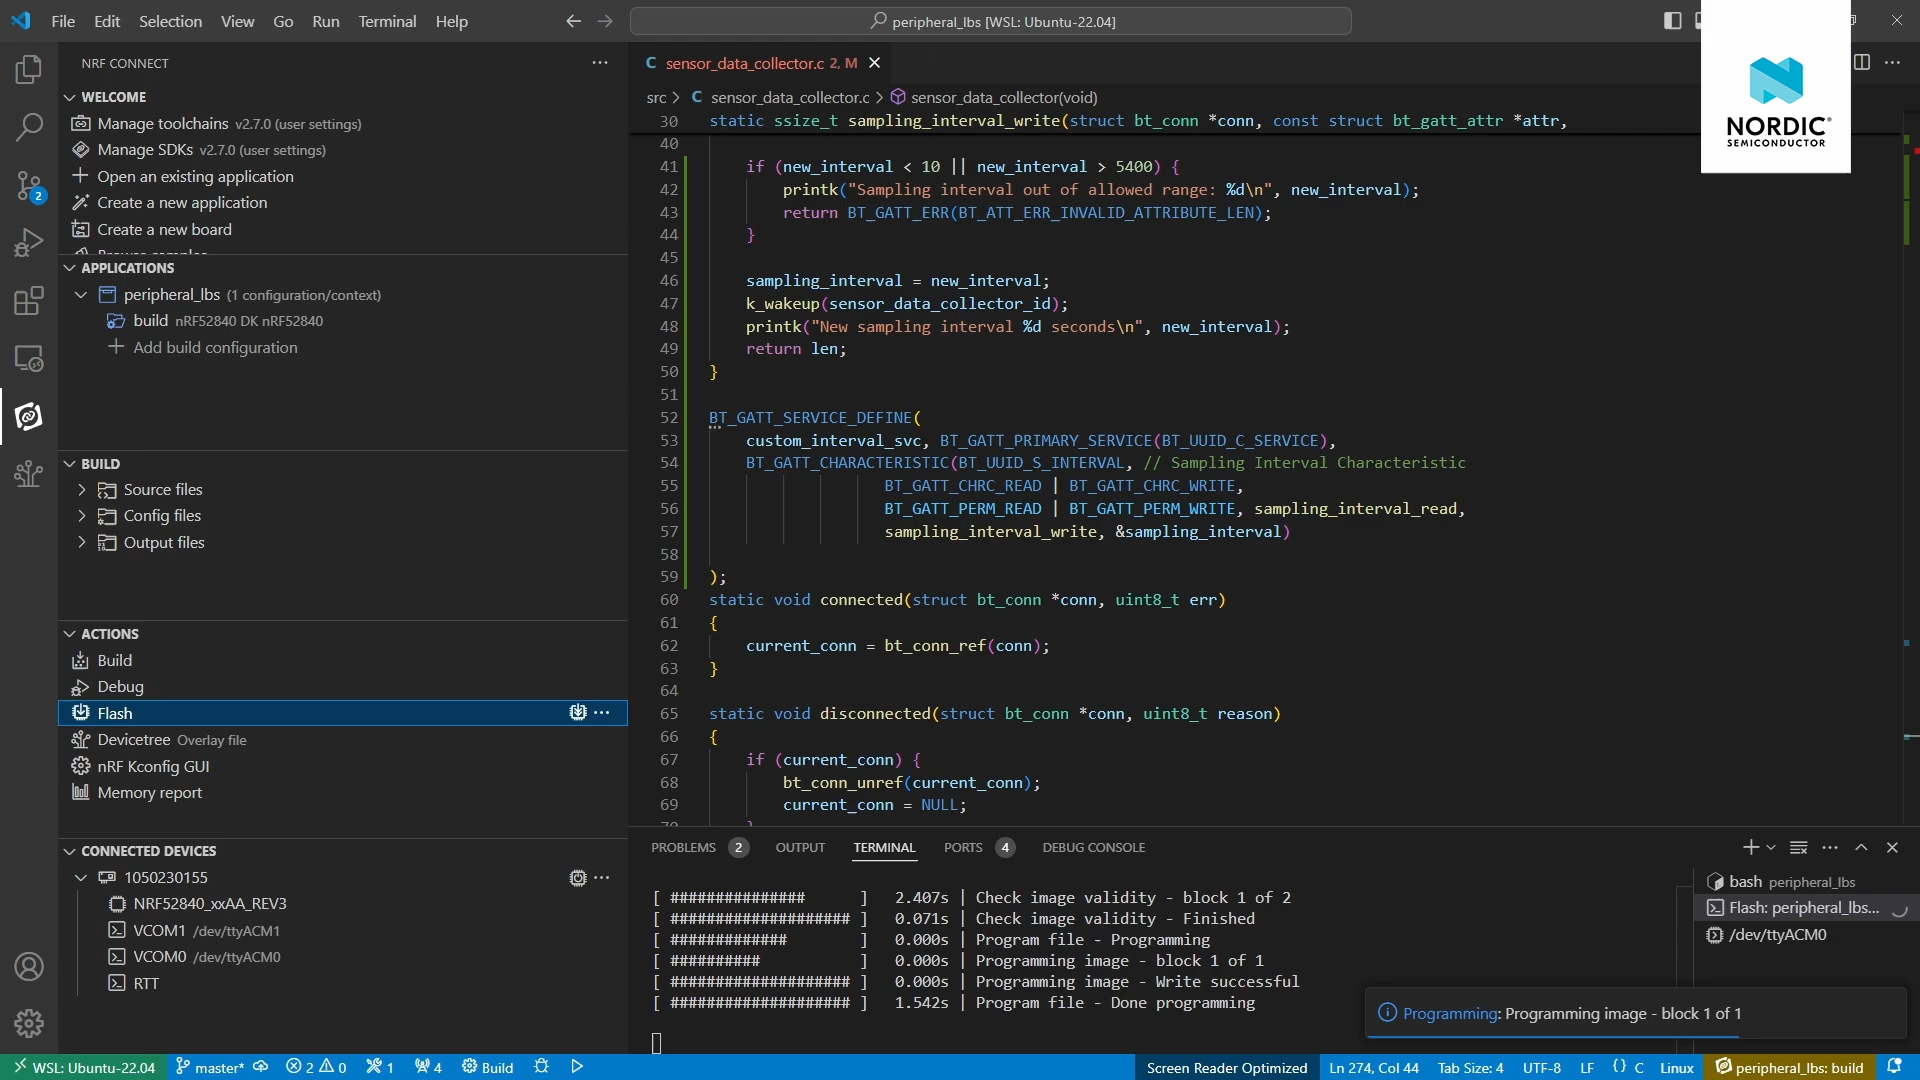 File Edit Selection View Go Run Terminal Help
peripheral_lbs [WSL: Ubuntu-22.04]
NORDIC®
SEMICONDUCTOR
NRF CONNECT
WELCOME
Manage toolchains v2.7.0 (user settings)
Manage SDKs v2.7.0 (user settings)
Open an existing application
Create a new application
Create a new board
APPLICATIONS
peripheral_lbs (1 configuration/context)
build nRF52840 DK nRF52840
Add build configuration
BUILD
Source files
Config files
Output files
ACTIONS
Build
Debug
Flash
Devicetree Overlay file
nRF Kconfig GUI
Memory report
CONNECTED DEVICES
1050230155
NRF52840_xxAA_REV3
VCOM1 /dev/ttyACM1
VCOM0 /dev/ttyACM0
RTT
2
C sensor_data_collector.c 2, M
src > C sensor_data_collector.c > sensor_data_collector(void)
30 static ssize_t sampling_interval_write(struct bt_conn *conn, const struct bt_gatt_attr *attr,
40
41 if (new_interval < 10 || new_interval > 5400) {
42 printk("Sampling interval out of allowed range: %d\n", new_interval);
43 return BT_GATT_ERR(BT_ATT_ERR_INVALID_ATTRIBUTE_LEN);
44 }
45
46 sampling_interval = new_interval;
47 k_wakeup(sensor_data_collector_id);
48 printk("New sampling interval %d seconds\n", new_interval);
49 return len;
50 }
51
52 BT_GATT_SERVICE_DEFINE(
53 custom_interval_svc, BT_GATT_PRIMARY_SERVICE(BT_UUID_C_SERVICE),
54 BT_GATT_CHARACTERISTIC(BT_UUID_S_INTERVAL, // Sampling Interval Characteristic
55 BT_GATT_CHRC_READ | BT_GATT_CHRC_WRITE,
56 BT_GATT_PERM_READ | BT_GATT_PERM_WRITE, sampling_interval_read,
57 sampling_interval_write, &sampling_interval)
58
59 );
60 static void connected(struct bt_conn *conn, uint8_t err)
61 {
62 current_conn = bt_conn_ref(conn);
63 }
64
65 static void disconnected(struct bt_conn *conn, uint8_t reason)
66 {
67 if (current_conn) {
68 bt_conn_unref(current_conn);
69 current_conn = NULL;
PROBLEMS 2 OUTPUT TERMINAL PORTS 4 DEBUG CONSOLE
[ ############### ] 2.407s | Check image validity - block 1 of 2
[ #################### ] 0.071s | Check image validity - Finished
[ ############# ] 0.000s | Program file - Programming
[ ########## ] 0.000s | Programming image - block 1 of 1
[ #################### ] 0.000s | Programming image - Write successful
[ #################### ] 1.542s | Program file - Done programming
bash peripheral_lbs
Flash: peripheral_lbs...
/dev/ttyACM0
Programming: Programming image - block 1 of 1
WSL: Ubuntu-22.04 master* 2 0 1 4 Build Screen Reader Optimized Ln 274, Col 44 Tab Size: 4 UTF-8 LF {} C Linux peripheral_lbs: build